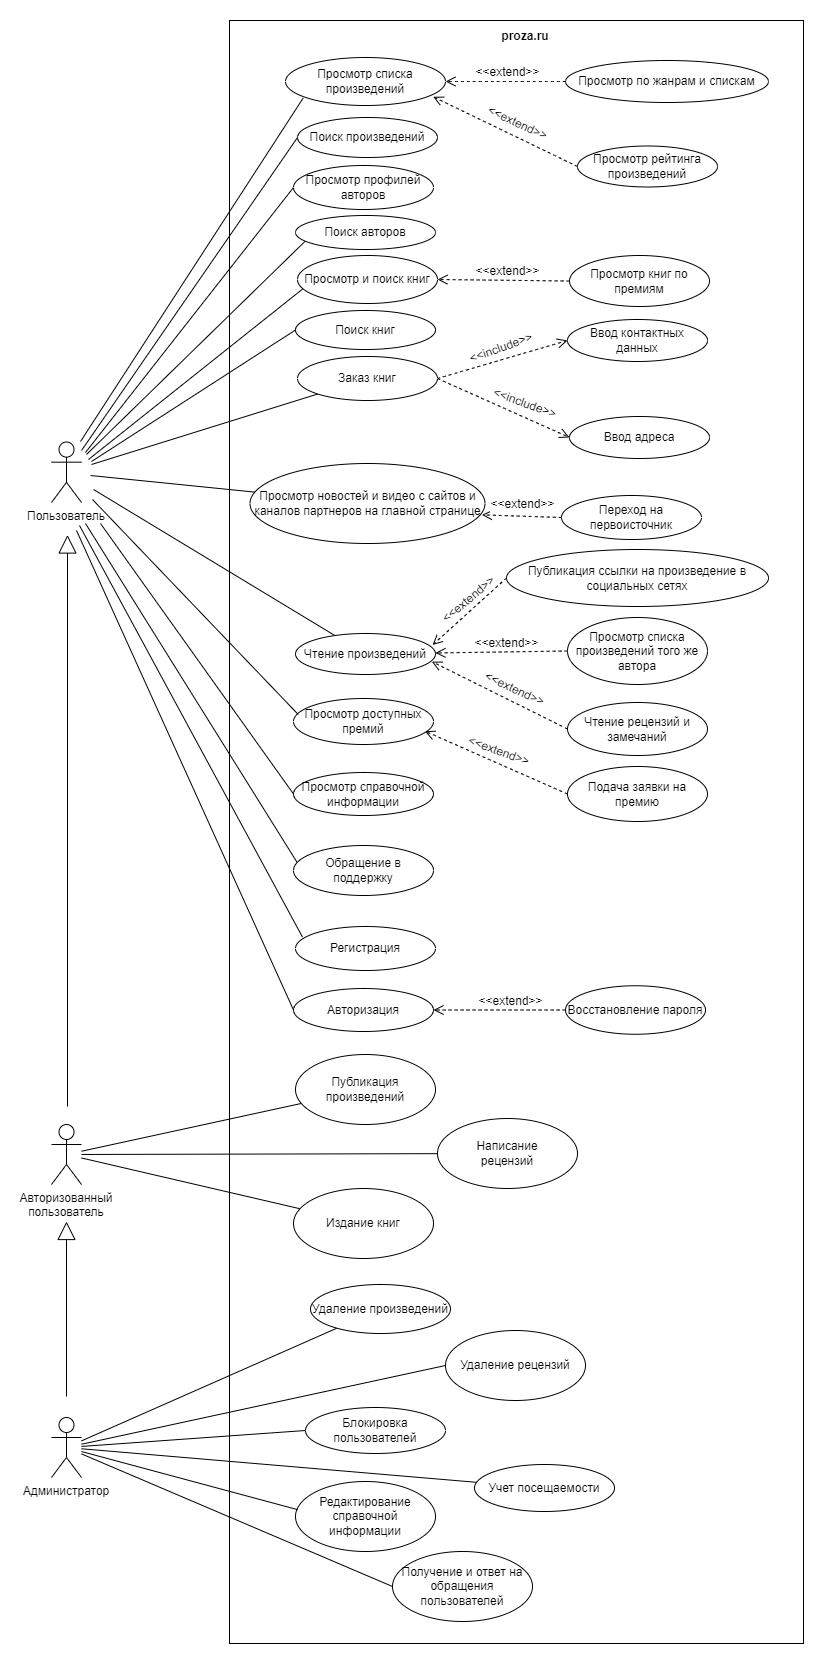 proza.ru
Просмотр списка
произведений
<<extend>>
Просмотр по жанрам и спискам
<<extend>>
Поиск произведений
Просмотр рейтинга
произведений
Просмотр профилей
авторов
Поиск авторов
Просмотр и поиск книг
<<extend>>
Просмотр книг по
премиям
Поиск книг
<<include>>
Ввод контактных
данных
Заказ книг
<<include>>
Ввод адреса
Пользователь
Просмотр новостей и видео с сайтов и
каналов партнеров на главной странице
<<extend>>
Переход на
первоисточник
Публикация ссылки на произведение в
социальных сетях
<<extend>>
Чтение произведений
<<extend>>
Просмотр списка
произведений того же
автора
<<extend>>
Чтение рецензий и
замечаний
Просмотр доступных
премий
<<extend>>
Подача заявки на
премию
Просмотр справочной
информации
Обращение в
поддержку
Регистрация
Авторизация
<<extend>>
Восстановление пароля
Публикация
произведений
Написание
рецензий
Авторизованный
пользователь
Издание книг
Удаление произведений
Удаление рецензий
Блокировка
пользователей
Администратор
Учет посещаемости
Редактирование
справочной
информации
Получение и ответ на
обращения
пользователей